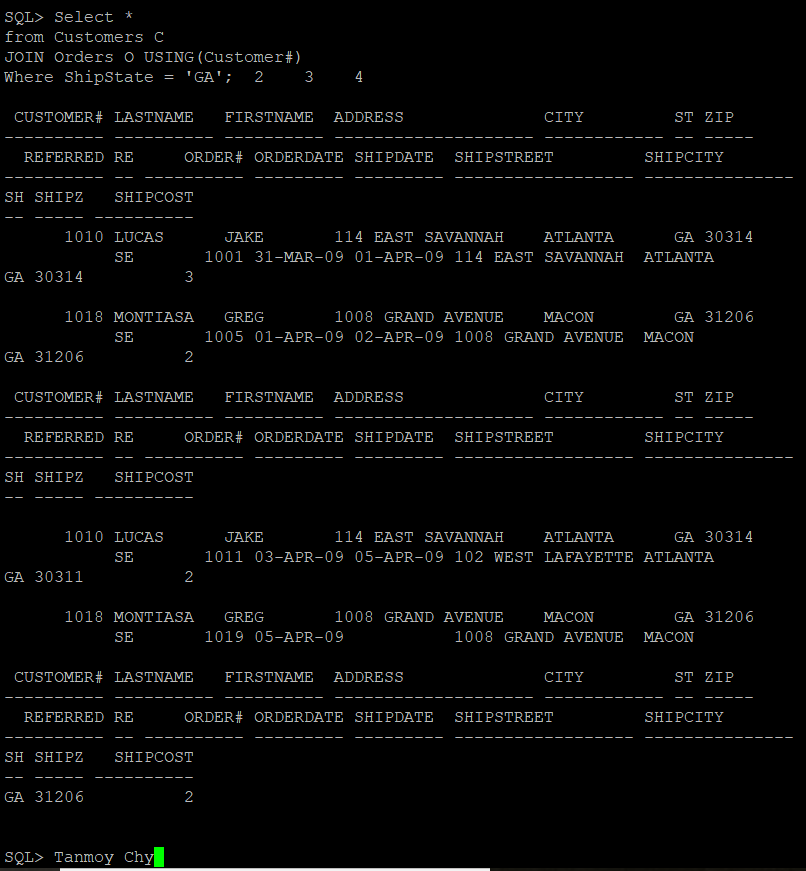 SQL> Select *
from Customers C
JOIN Orders O USING(Customer#)
Where ShipState = 'GA';  2    3    4

 CUSTOMER# LASTNAME   FIRSTNAME  ADDRESS              CITY         ST ZIP
---------- ---------- ---------- -------------------- ------------ -- -----
  REFERRED RE     ORDER# ORDERDATE SHIPDATE  SHIPSTREET         SHIPCITY
---------- -- ---------- --------- --------- ------------------ ---------------
SH SHIPZ   SHIPCOST
-- ----- ----------
      1010 LUCAS      JAKE       114 EAST SAVANNAH    ATLANTA      GA 30314
           SE       1001 31-MAR-09 01-APR-09 114 EAST SAVANNAH  ATLANTA
GA 30314          3

      1018 MONTIASA   GREG       1008 GRAND AVENUE    MACON        GA 31206
           SE       1005 01-APR-09 02-APR-09 1008 GRAND AVENUE  MACON
GA 31206          2

 CUSTOMER# LASTNAME   FIRSTNAME  ADDRESS              CITY         ST ZIP
---------- ---------- ---------- -------------------- ------------ -- -----
  REFERRED RE     ORDER# ORDERDATE SHIPDATE  SHIPSTREET         SHIPCITY
---------- -- ---------- --------- --------- ------------------ ---------------
SH SHIPZ   SHIPCOST
-- ----- ----------

      1010 LUCAS      JAKE       114 EAST SAVANNAH    ATLANTA      GA 30314
           SE       1011 03-APR-09 05-APR-09 102 WEST LAFAYETTE ATLANTA
GA 30311          2

      1018 MONTIASA   GREG       1008 GRAND AVENUE    MACON        GA 31206
           SE       1019 05-APR-09           1008 GRAND AVENUE  MACON

 CUSTOMER# LASTNAME   FIRSTNAME  ADDRESS              CITY         ST ZIP
---------- ---------- ---------- -------------------- ------------ -- -----
  REFERRED RE     ORDER# ORDERDATE SHIPDATE  SHIPSTREET         SHIPCITY
---------- -- ---------- --------- --------- ------------------ ---------------
SH SHIPZ   SHIPCOST
-- ----- ----------
GA 31206          2

SQL> Tanmoy Chy